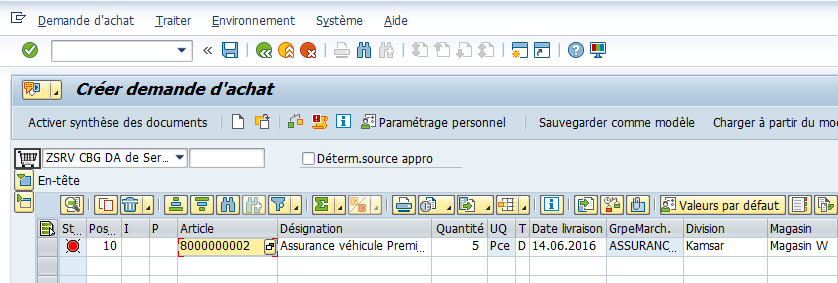 Demande d'achat Traiter Environnement Système Aide
Créer demande d'achat
Activer synthèse des documents Paramétrage personnel Sauvegarder comme modèle Charger à partir du mo
ZSRV CBG DA de Ser... Déterm.source appro
En-tête
Valeurs par défaut
St... Pos... I P Article Désignation Quantité UQ T Date livraison GrpeMarch. Division Magasin
10 8000000002 Assurance véhicule Premi... 5 Pce D 14.06.2016 ASSURANC... Kamsar Magasin W